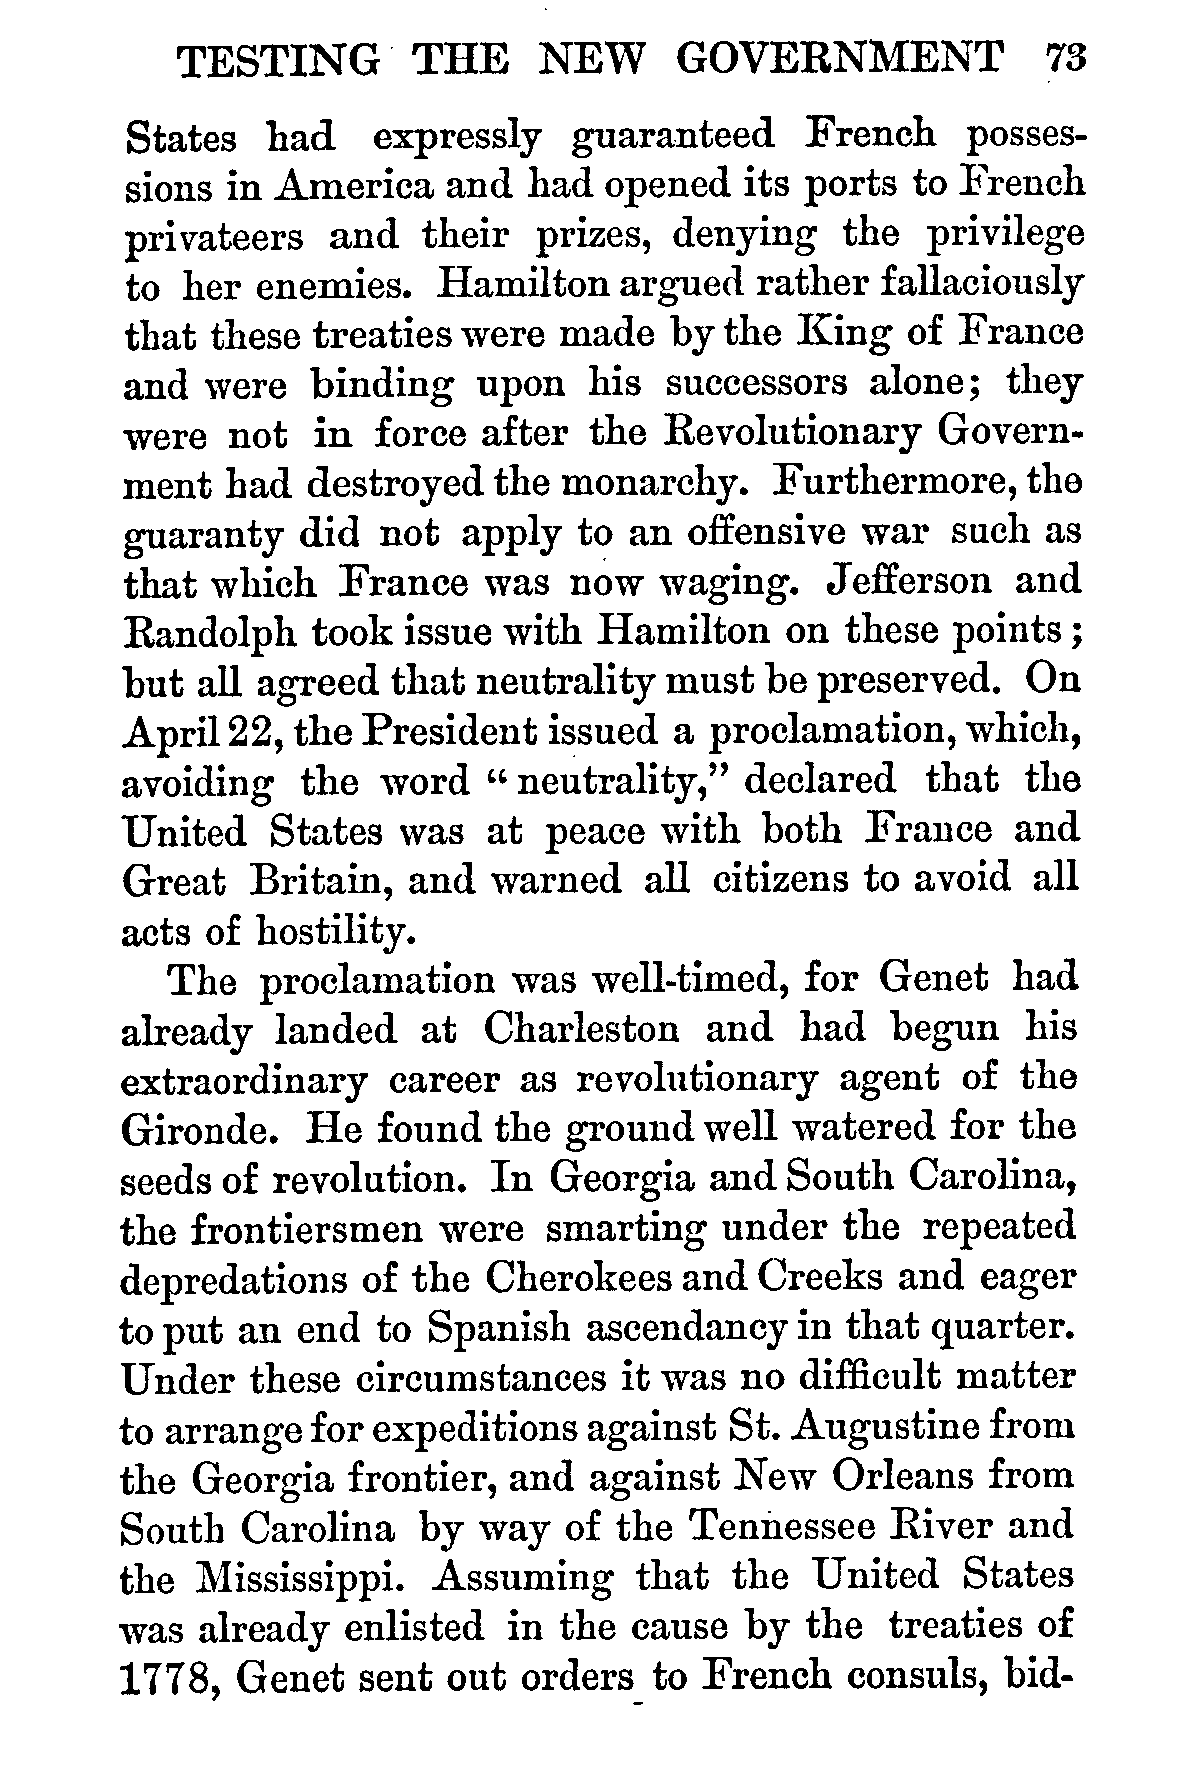 TESTING THE NEW GOVERNMENT 73
States had expressly guaranteed French posses-
sions in America and had opened its ports to French
privateers and their prizes, denying the privilege
to her enemies. Hamilton argued rather fallaciously
that these treaties were made by the King of France
and were binding upon his successors alone; they
were not in force after the Revolutionary Govern-
ment had destroyed the monarchy. Furthermore, the
guaranty did not apply to an offensive war such as
that which France was now waging. Jefferson and
Randolph took issue with Hamilton on these points;
but all agreed that neutrality must be preserved. On
April 22, the President issued a proclamation, which,
avoiding the word "neutrality," declared that the
United States was at peace with both France and
Great Britain, and warned all citizens to avoid all
acts of hostility.
The proclamation was well-timed, for Genet had
already landed at Charleston and had begun his
extraordinary career as revolutionary agent of the
Gironde. He found the ground well watered for the
seeds of revolution. In Georgia and South Carolina,
the frontiersmen were smarting under the repeated
depredations of the Cherokees and Creeks and eager
to put an end to Spanish ascendancy in that quarter.
Under these circumstances it was no difficult matter
to arrange for expeditions against St. Augustine from
the Georgia frontier, and against New Orleans from
South Carolina by way of the Tennessee River and
the Mississippi. Assuming that the United States
was already enlisted in the cause by the treaties of
1778, Genet sent out orders to French consuls, bid-